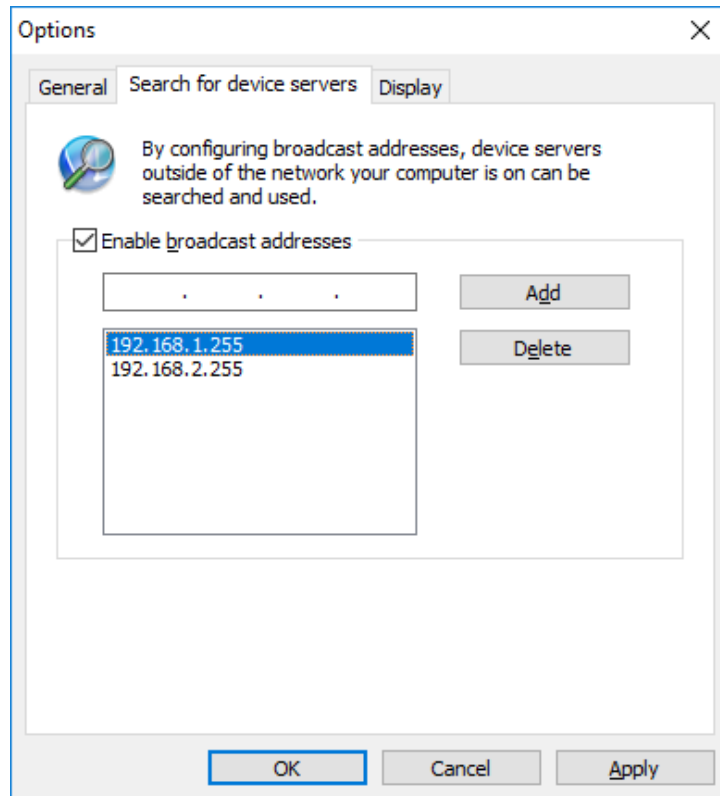 Options
General Search for device servers Display
By configuring broadcast addresses, device servers
outside of the network your computer is on can be
searched and used.
Enable broadcast addresses
. . . Add
192.168.1.255 Delete
192.168.2.255
OK Cancel Apply